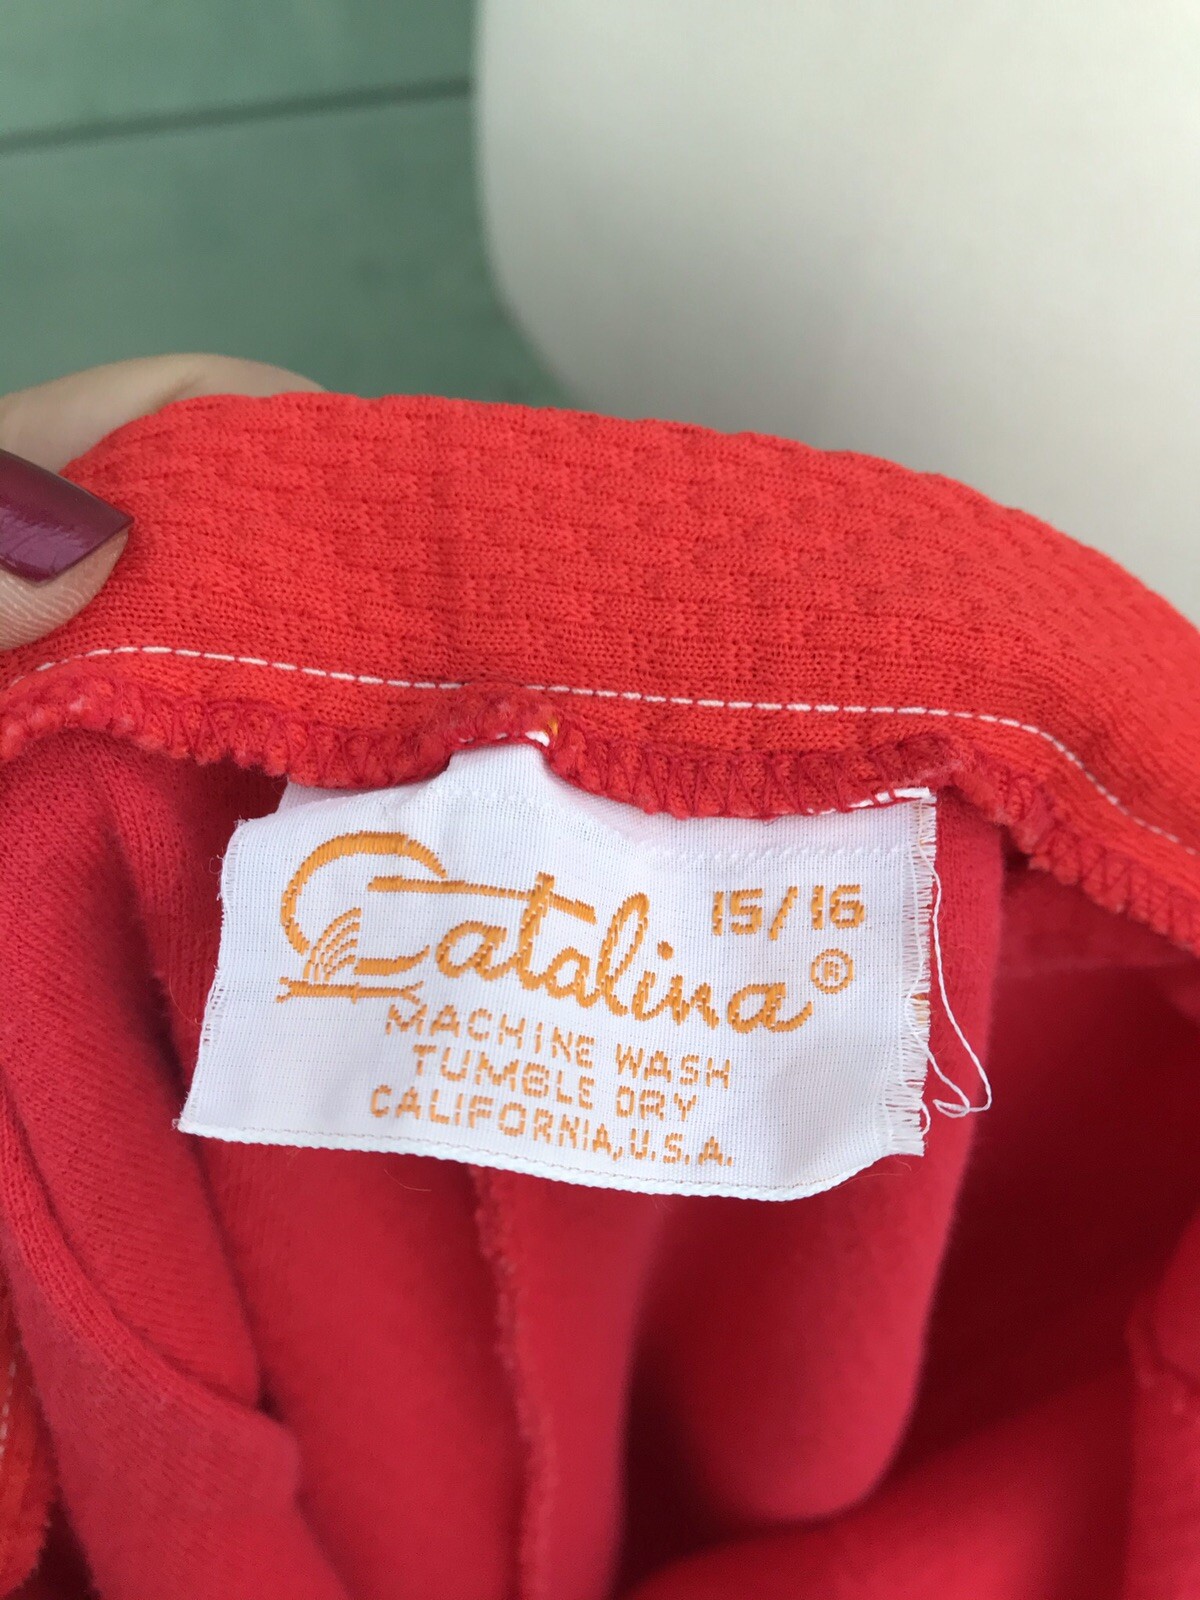 15/16
Catalina®
MACHINE WASH
TUMBLE DRY
CALIFORNIA, U.S.A.